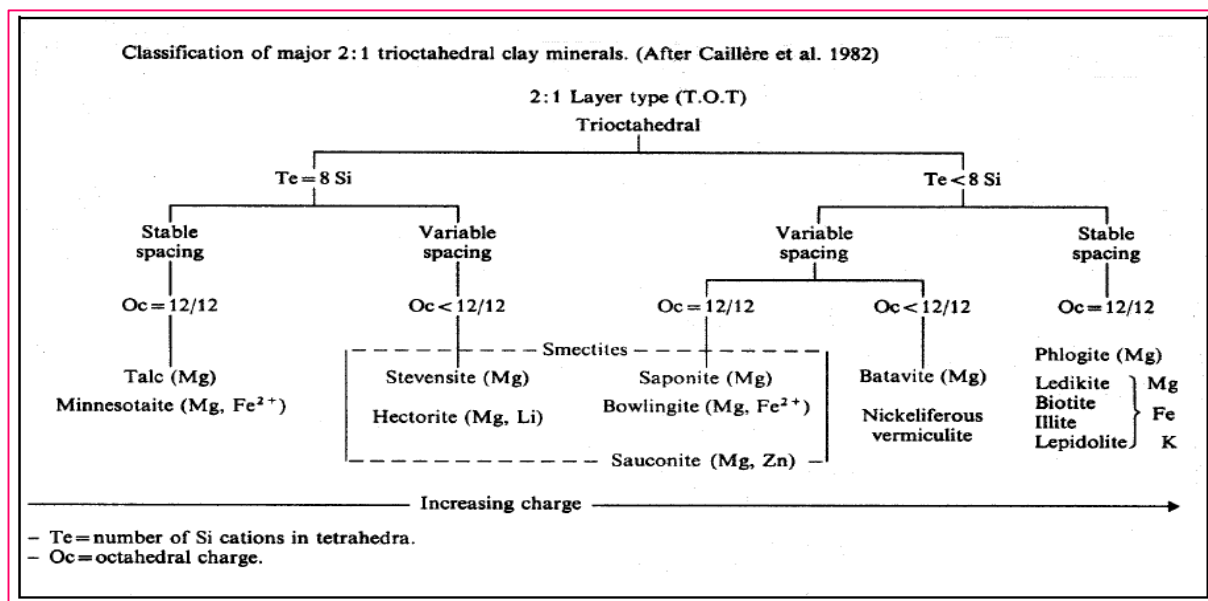 Classification of major 2:1 trioctahedral clay minerals. (After Caillère et al. 1982)
2:1 Layer type (T.O.T)
Trioctahedral
Te = 8 Si
Te < 8 Si
Stable spacing
Variable spacing
Variable spacing
Stable spacing
Oc = 12/12
Oc < 12/12
Oc = 12/12
Oc < 12/12
Oc = 12/12
Smectites
Talc (Mg)
Minnesotaite (Mg, Fe²⁺)
Stevensite (Mg)
Hectorite (Mg, Li)
Saponite (Mg)
Bowlingite (Mg, Fe²⁺)
Sauconite (Mg, Zn)
Batavite (Mg)
Nickeliferous
vermiculite
Phlogite (Mg)
Ledikite
Biotite
Illite
Lepidolite
Mg
Fe
K
Increasing charge
– Te = number of Si cations in tetrahedra.
– Oc = octahedral charge.